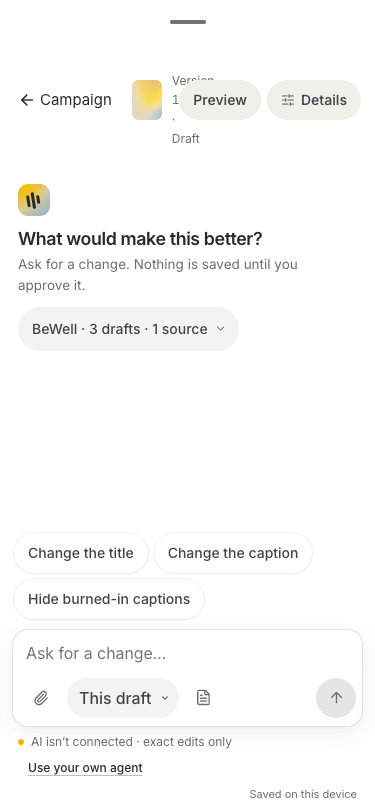 Campaign
Version
1
·
Draft
Preview
Details
What would make this better?
Ask for a change. Nothing is saved until you
approve it.
BeWell · 3 drafts · 1 source
Change the title
Change the caption
Hide burned-in captions
Ask for a change...
This draft
AI isn’t connected · exact edits only
Use your own agent
Saved on this device